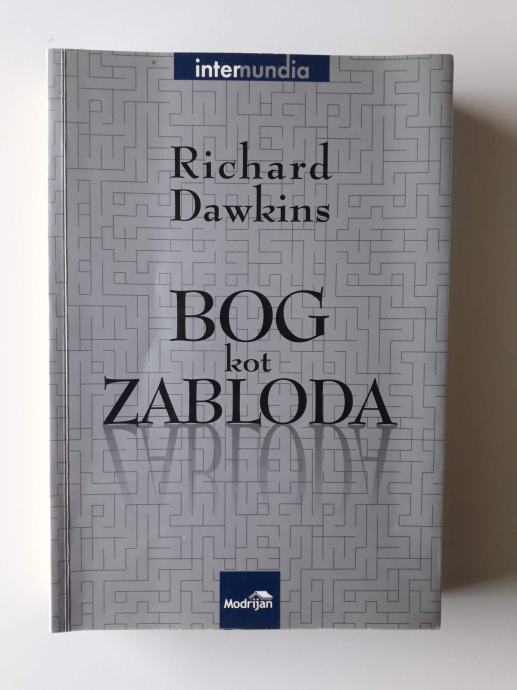 intermundia
Richard
Dawkins
BOG
kot
ZABLODA
Modrijan